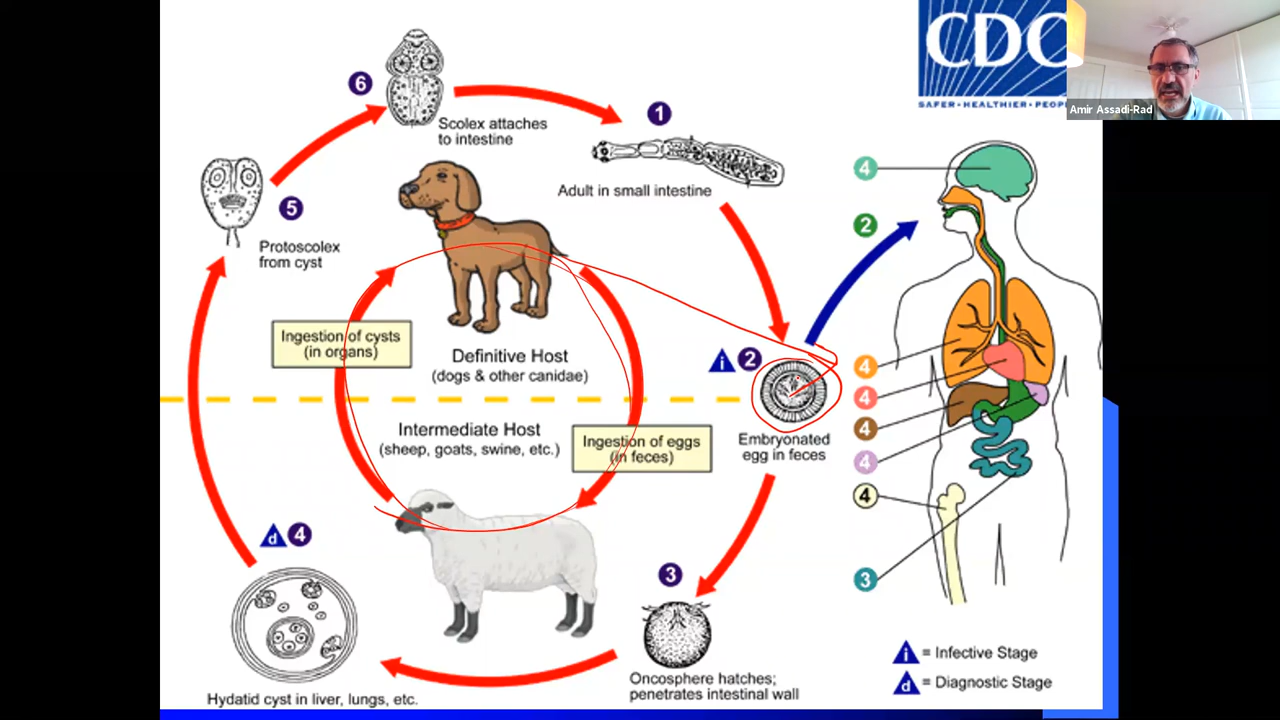 CDC
SAFER • HEALTHIER • PEOP
Amir Assadi-Rad
6
Scolex attaches
to intestine
1
Adult in small intestine
5
Protoscolex
from cyst
Ingestion of cysts
(in organs)
Definitive Host
(dogs & other canidae)
i 2
Embryonated
egg in feces
Intermediate Host
(sheep, goats, swine, etc.)
Ingestion of eggs
(in feces)
d 4
Hydatid cyst in liver, lungs, etc.
3
Oncosphere hatches;
penetrates intestinal wall
4
2
4
4
4
4
4
3
i = Infective Stage
d = Diagnostic Stage